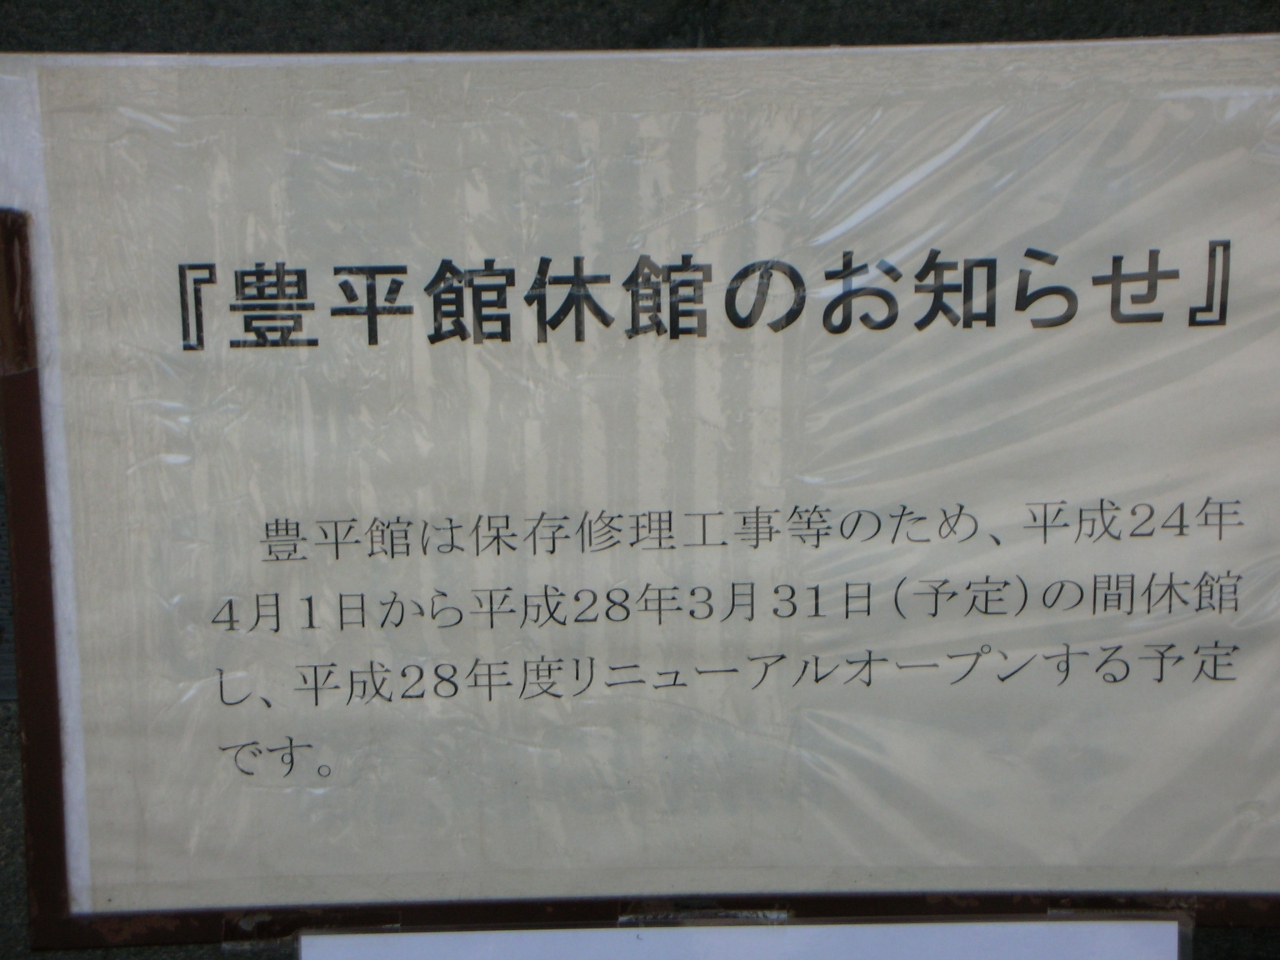 『豊平館休館のお知らせ』
豊平館は保存修理工事等のため、平成24年
4月1日から平成28年3月31日(予定)の間休館
し、平成28年度リニューアルオープンする予定
です。